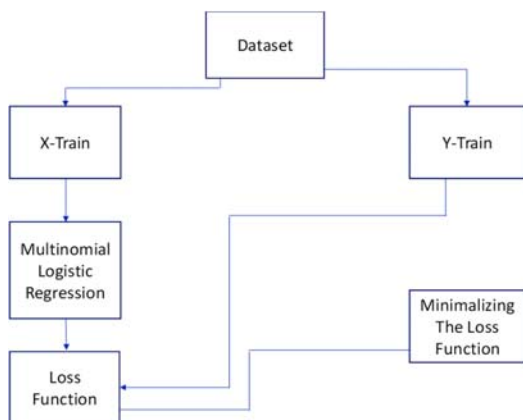 Dataset
X-Train
Y-Train
Multinomial
Logistic
Regression
Minimalizing
The Loss
Function
Loss
Function